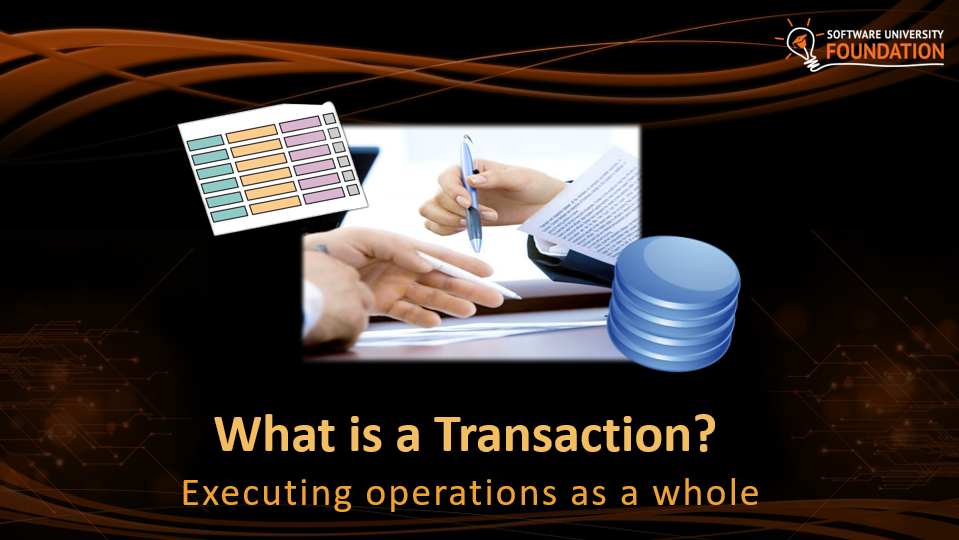 SOFTWARE UNIVERSITY
FOUNDATION
What is a Transaction?
Executing operations as a whole